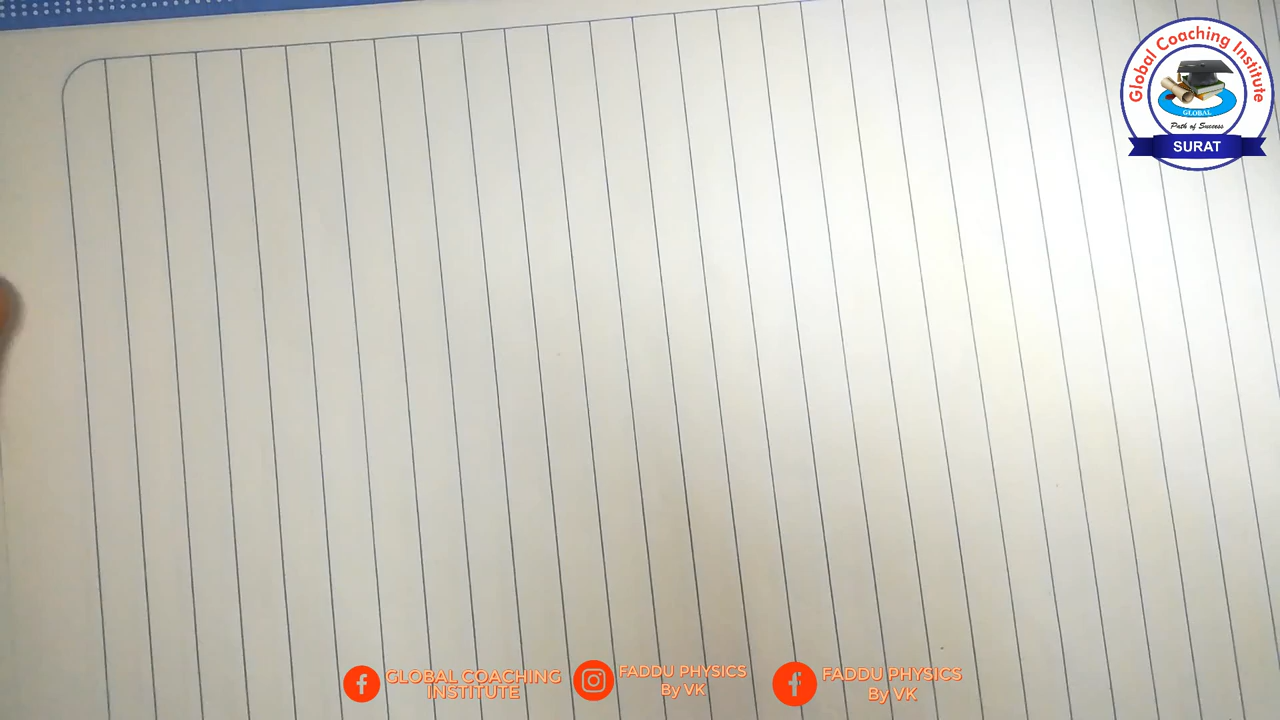 Global Coaching Institute
GLOBAL
Path of Success
SURAT
GLOBAL COACHING
INSTITUTE
FADDU PHYSICS
By VK
FADDU PHYSICS
By VK